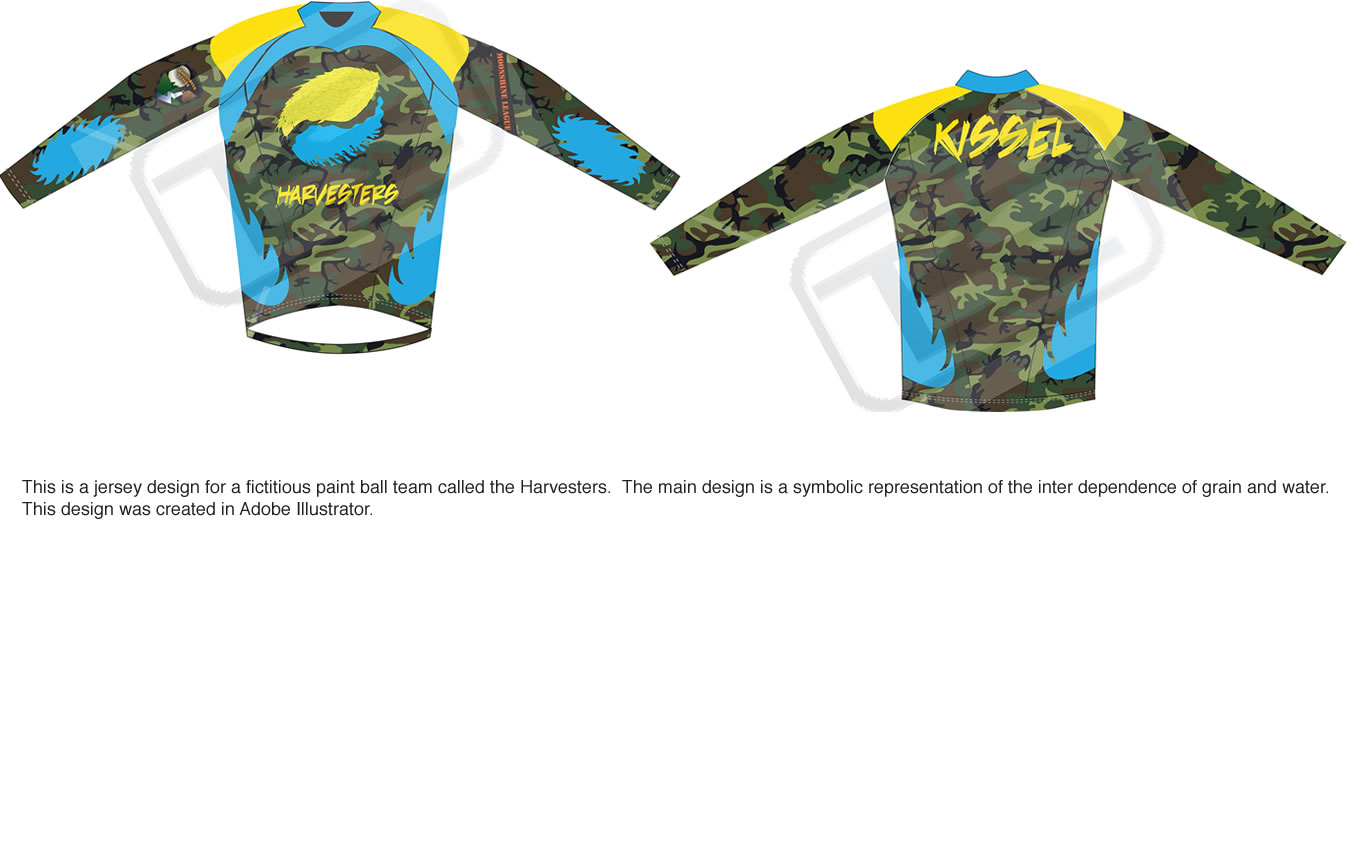 MOONSHINE LEAGUE
HARVESTERS
KISSEL
This is a jersey design for a fictitious paint ball team called the Harvesters.  The main design is a symbolic representation of the inter dependence of grain and water.
This design was created in Adobe Illustrator.